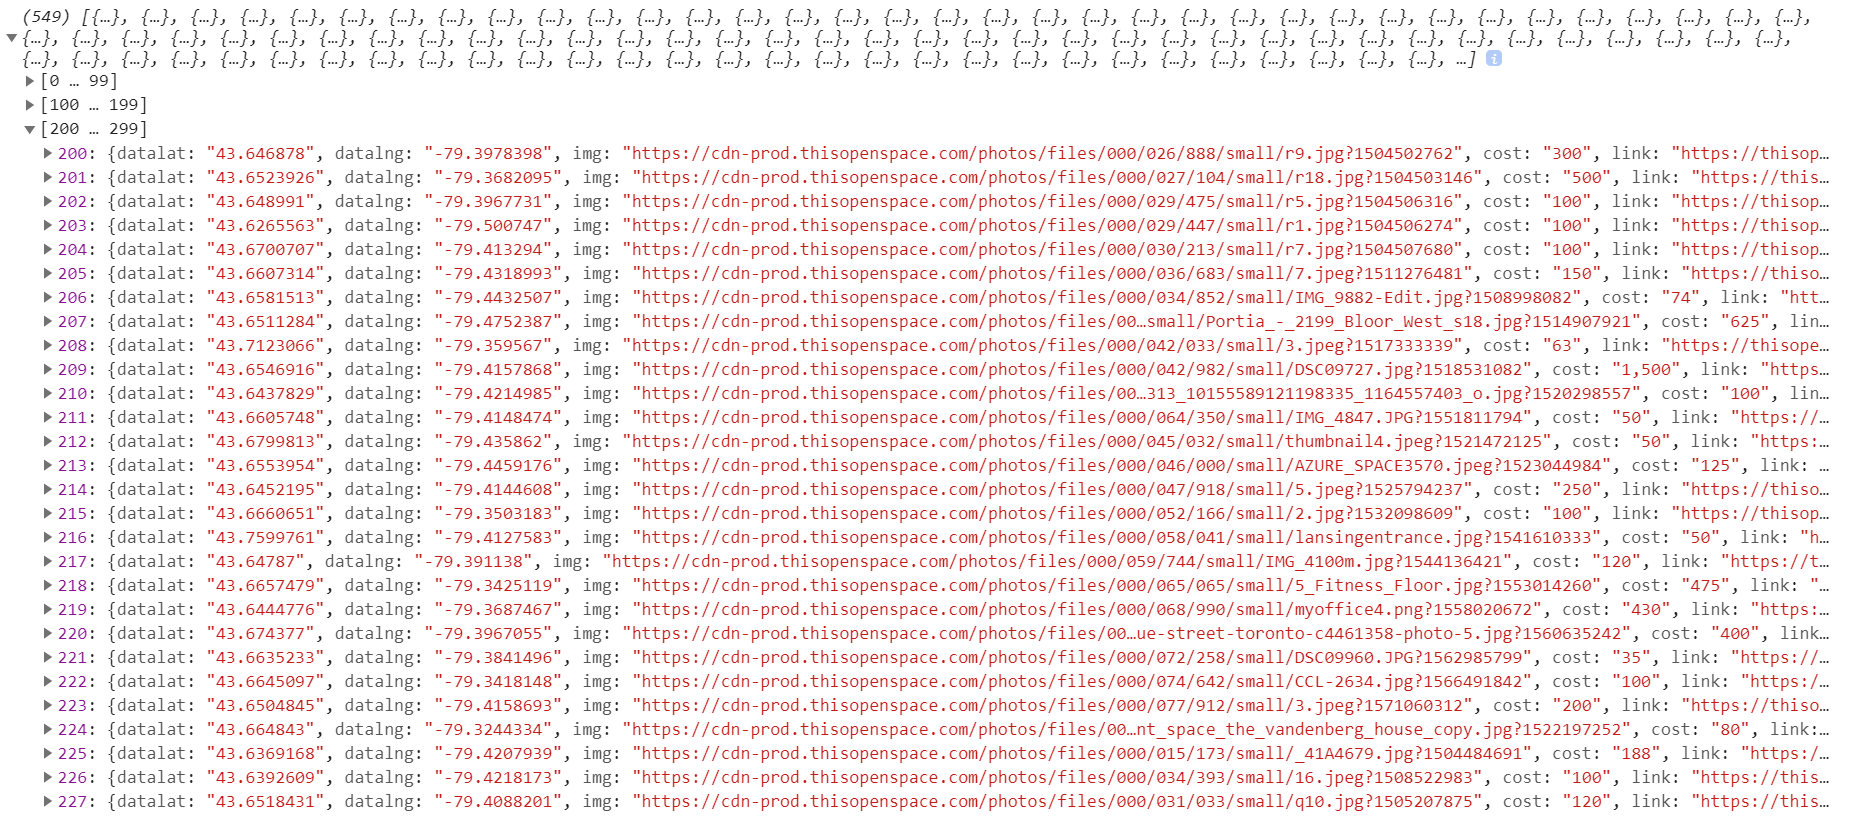 (549) [{…}, {…}, {…}, {…}, {…}, {…}, {…}, {…}, {…}, {…}, {…}, {…}, {…}, {…}, {…}, {…}, {…}, {…}, {…}, {…}, {…}, {…}, {…}, {…}, {…}, {…}, {…}, {…}, {…}, {…}, {…}, {…}, {…}, {…}, {…},
{…}, {…}, {…}, {…}, {…}, {…}, {…}, {…}, {…}, {…}, {…}, {…}, {…}, {…}, {…}, {…}, {…}, {…}, {…}, {…}, {…}, {…}, {…}, {…}, {…}, {…}, {…}, {…}, {…}, {…}, {…}, {…}, {…}, {…}, {…}, {…},
{…}, {…}, {…}, {…}, {…}, {…}, {…}, {…}, {…}, {…}, {…}, {…}, {…}, {…}, {…}, {…}, {…}, {…}, {…}, {…}, {…}, {…}, {…}, {…}, {…}, {…}, {…}, {…}, {…}, …] i
[0 … 99]
[100 … 199]
[200 … 299]
200: {datalat: "43.646878", datalng: "-79.3978398", img: "https://cdn-prod.thisopenspace.com/photos/files/000/026/888/small/r9.jpg?1504502762", cost: "300", link: "https://thisop…
201: {datalat: "43.6523926", datalng: "-79.3682095", img: "https://cdn-prod.thisopenspace.com/photos/files/000/027/104/small/r18.jpg?1504503146", cost: "500", link: "https://this…
202: {datalat: "43.648991", datalng: "-79.3967731", img: "https://cdn-prod.thisopenspace.com/photos/files/000/029/475/small/r5.jpg?1504506316", cost: "100", link: "https://thisop…
203: {datalat: "43.6265563", datalng: "-79.500747", img: "https://cdn-prod.thisopenspace.com/photos/files/000/029/447/small/r1.jpg?1504506274", cost: "100", link: "https://thisop…
204: {datalat: "43.6700707", datalng: "-79.413294", img: "https://cdn-prod.thisopenspace.com/photos/files/000/030/213/small/r7.jpg?1504507680", cost: "100", link: "https://thisop…
205: {datalat: "43.6607314", datalng: "-79.4318993", img: "https://cdn-prod.thisopenspace.com/photos/files/000/036/683/small/7.jpeg?1511276481", cost: "150", link: "https://thiso…
206: {datalat: "43.6581513", datalng: "-79.4432507", img: "https://cdn-prod.thisopenspace.com/photos/files/000/034/852/small/IMG_9882-Edit.jpg?1508998082", cost: "74", link: "htt…
207: {datalat: "43.6511284", datalng: "-79.4752387", img: "https://cdn-prod.thisopenspace.com/photos/files/00…small/Portia_-_2199_Bloor_West_s18.jpg?1514907921", cost: "625", lin…
208: {datalat: "43.7123066", datalng: "-79.359567", img: "https://cdn-prod.thisopenspace.com/photos/files/000/042/033/small/3.jpeg?1517333339", cost: "63", link: "https://thisope…
209: {datalat: "43.6546916", datalng: "-79.4157868", img: "https://cdn-prod.thisopenspace.com/photos/files/000/042/982/small/DSC09727.jpg?1518531082", cost: "1,500", link: "https…
210: {datalat: "43.6437829", datalng: "-79.4214985", img: "https://cdn-prod.thisopenspace.com/photos/files/00…313_10155589121198335_1164557403_o.jpg?1520298557", cost: "100", lin…
211: {datalat: "43.6605748", datalng: "-79.4148474", img: "https://cdn-prod.thisopenspace.com/photos/files/000/064/350/small/IMG_4847.JPG?1551811794", cost: "50", link: "https://…
212: {datalat: "43.6799813", datalng: "-79.435862", img: "https://cdn-prod.thisopenspace.com/photos/files/000/045/032/small/thumbnail4.jpeg?1521472125", cost: "50", link: "https:…
213: {datalat: "43.6553954", datalng: "-79.4459176", img: "https://cdn-prod.thisopenspace.com/photos/files/000/046/000/small/AZURE_SPACE3570.jpeg?1523044984", cost: "125", link: …
214: {datalat: "43.6452195", datalng: "-79.4144608", img: "https://cdn-prod.thisopenspace.com/photos/files/000/047/918/small/5.jpeg?1525794237", cost: "250", link: "https://thiso…
215: {datalat: "43.6660651", datalng: "-79.3503183", img: "https://cdn-prod.thisopenspace.com/photos/files/000/052/166/small/2.jpg?1532098609", cost: "100", link: "https://thisop…
216: {datalat: "43.7599761", datalng: "-79.4127583", img: "https://cdn-prod.thisopenspace.com/photos/files/000/058/041/small/lansingentrance.jpg?1541610333", cost: "50", link: "h…
217: {datalat: "43.64787", datalng: "-79.391138", img: "https://cdn-prod.thisopenspace.com/photos/files/000/059/744/small/IMG_4100m.jpg?1544136421", cost: "120", link: "https://t…
218: {datalat: "43.6657479", datalng: "-79.3425119", img: "https://cdn-prod.thisopenspace.com/photos/files/000/065/065/small/5_Fitness_Floor.jpg?1553014260", cost: "475", link: "…
219: {datalat: "43.6444776", datalng: "-79.3687467", img: "https://cdn-prod.thisopenspace.com/photos/files/000/068/990/small/myoffice4.png?1558020672", cost: "430", link: "https:…
220: {datalat: "43.674377", datalng: "-79.3967055", img: "https://cdn-prod.thisopenspace.com/photos/files/00…ue-street-toronto-c4461358-photo-5.jpg?1560635242", cost: "400", link…
221: {datalat: "43.6635233", datalng: "-79.3841496", img: "https://cdn-prod.thisopenspace.com/photos/files/000/072/258/small/DSC09960.JPG?1562985799", cost: "35", link: "https://…
222: {datalat: "43.6645097", datalng: "-79.3418148", img: "https://cdn-prod.thisopenspace.com/photos/files/000/074/642/small/CCL-2634.jpg?1566491842", cost: "100", link: "https:/…
223: {datalat: "43.6504845", datalng: "-79.4158693", img: "https://cdn-prod.thisopenspace.com/photos/files/000/077/912/small/3.jpeg?1571060312", cost: "200", link: "https://thiso…
224: {datalat: "43.664843", datalng: "-79.3244334", img: "https://cdn-prod.thisopenspace.com/photos/files/00…nt_space_the_vandenberg_house_copy.jpg?1522197252", cost: "80", link:…
225: {datalat: "43.6369168", datalng: "-79.4207939", img: "https://cdn-prod.thisopenspace.com/photos/files/000/015/173/small/_41A4679.jpg?1504484691", cost: "188", link: "https:/…
226: {datalat: "43.6392609", datalng: "-79.4218173", img: "https://cdn-prod.thisopenspace.com/photos/files/000/034/393/small/16.jpeg?1508522983", cost: "100", link: "https://this…
227: {datalat: "43.6518431", datalng: "-79.4088201", img: "https://cdn-prod.thisopenspace.com/photos/files/000/031/033/small/q10.jpg?1505207875", cost: "120", link: "https://this…